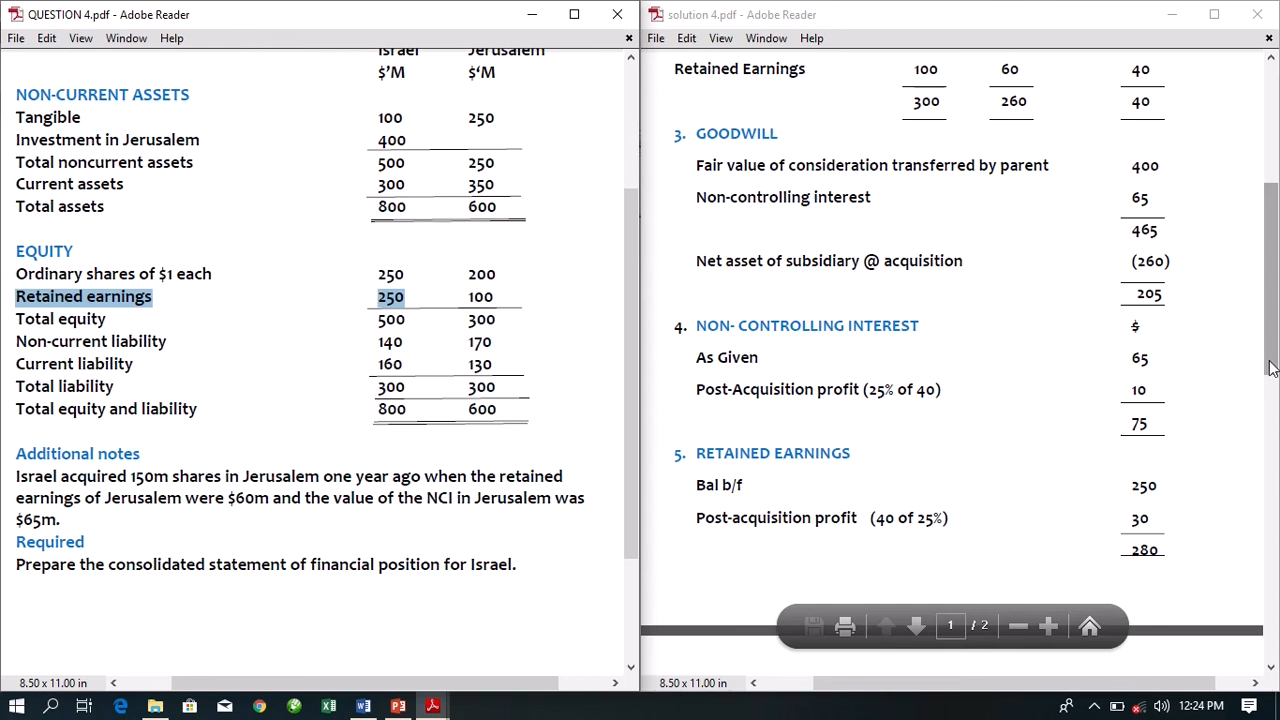 QUESTION 4.pdf - Adobe Reader
File Edit View Window Help
Israel Jerusalem
$'M $'M
NON-CURRENT ASSETS
Tangible 100 250
Investment in Jerusalem 400
Total noncurrent assets 500 250
Current assets 300 350
Total assets 800 600
EQUITY
Ordinary shares of $1 each 250 200
Retained earnings 250 100
Total equity 500 300
Non-current liability 140 170
Current liability 160 130
Total liability 300 300
Total equity and liability 800 600
Additional notes
Israel acquired 150m shares in Jerusalem one year ago when the retained
earnings of Jerusalem were $60m and the value of the NCI in Jerusalem was
$65m.
Required
Prepare the consolidated statement of financial position for Israel.
8.50 x 11.00 in
solution 4.pdf - Adobe Reader
File Edit View Window Help
Retained Earnings 100 60 40
300 260 40
3. GOODWILL
Fair value of consideration transferred by parent 400
Non-controlling interest 65
465
Net asset of subsidiary @ acquisition (260)
205
4. NON- CONTROLLING INTEREST $
As Given 65
Post-Acquisition profit (25% of 40) 10
75
5. RETAINED EARNINGS
Bal b/f 250
Post-acquisition profit (40 of 25%) 30
280
1 / 2
8.50 x 11.00 in
12:24 PM